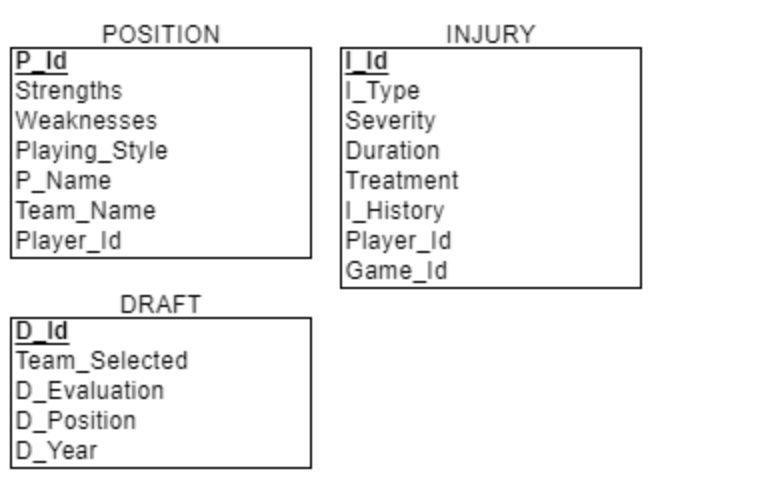 POSITION
P_Id
Strengths
Weaknesses
Playing_Style
P_Name
Team_Name
Player_Id
INJURY
I_Id
I_Type
Severity
Duration
Treatment
I_History
Player_Id
Game_Id
DRAFT
D_Id
Team_Selected
D_Evaluation
D_Position
D_Year